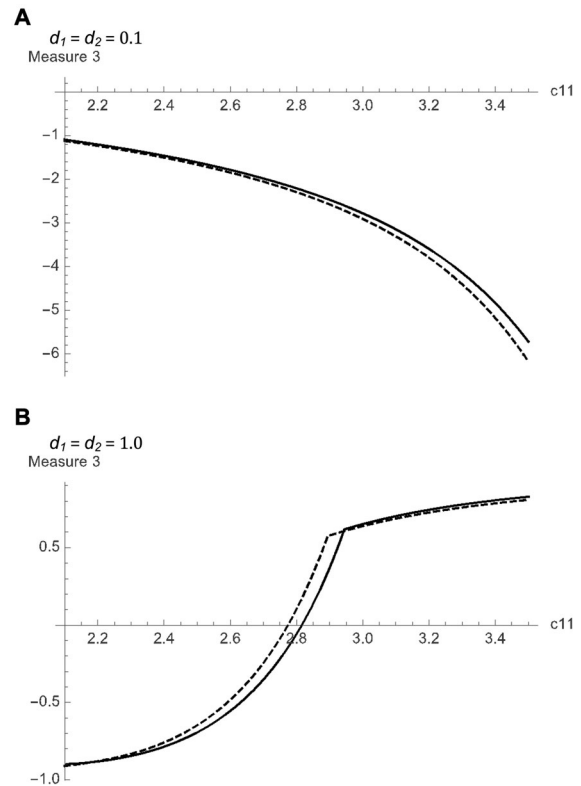 A
d1 = d2 = 0.1
Measure 3
c11
2.2 2.4 2.6 2.8 3.0 3.2 3.4
−1
−2
−3
−4
−5
−6
B
d1 = d2 = 1.0
Measure 3
0.5
c11
2.2 2.4 2.6 2.8 3.0 3.2 3.4
−0.5
−1.0